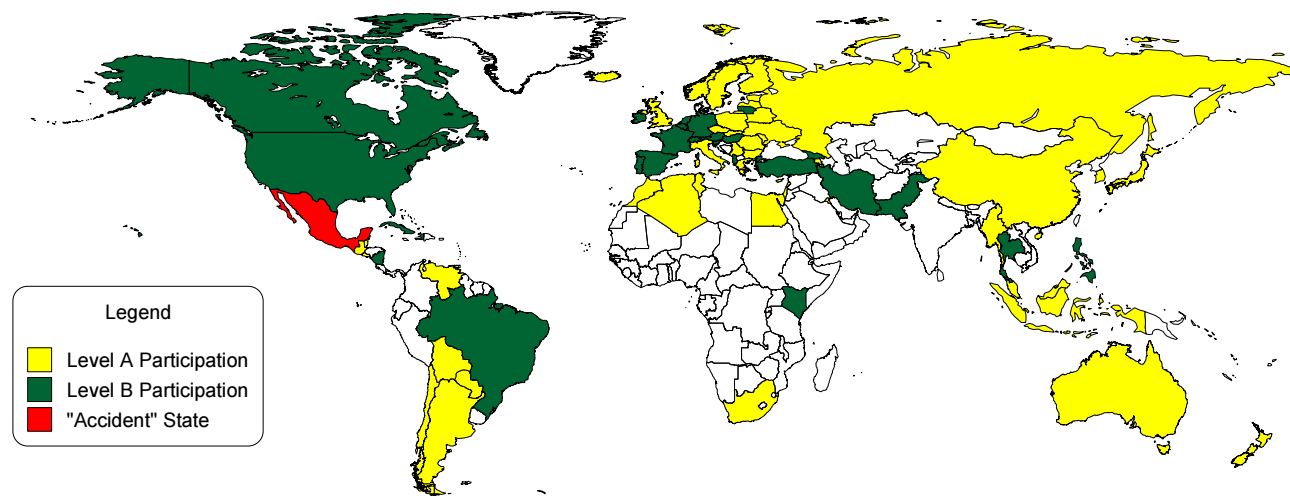 Legend
Level A Participation
Level B Participation
"Accident" State